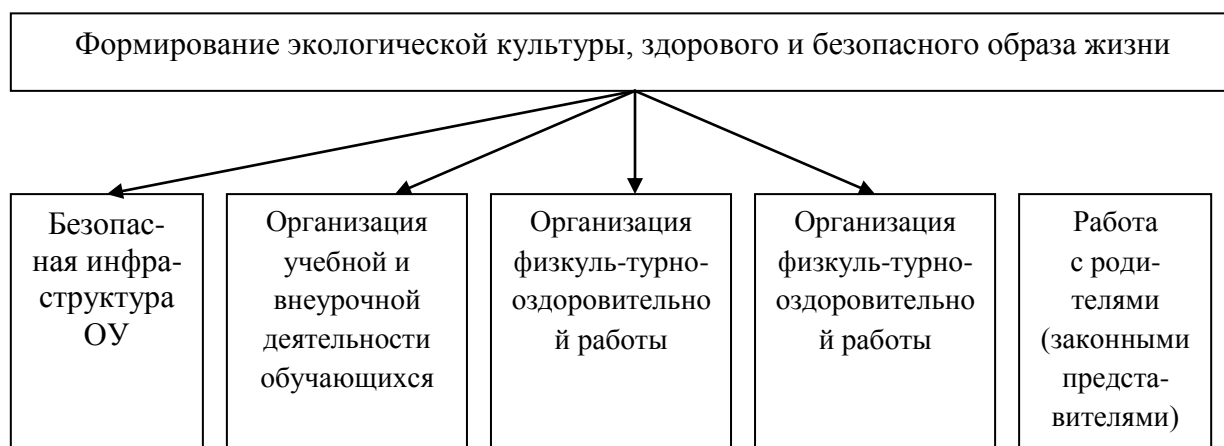 Формирование экологической культуры, здорового и безопасного образа жизни
Безопас-
ная инфра-
структура
ОУ
Организация
учебной и
внеурочной
деятельности
обучающихся
Организация
физкуль-турно-
оздоровительно
й работы
Организация
физкуль-турно-
оздоровительно
й работы
Работа
с роди-
телями
(законными
предста-
вителями)